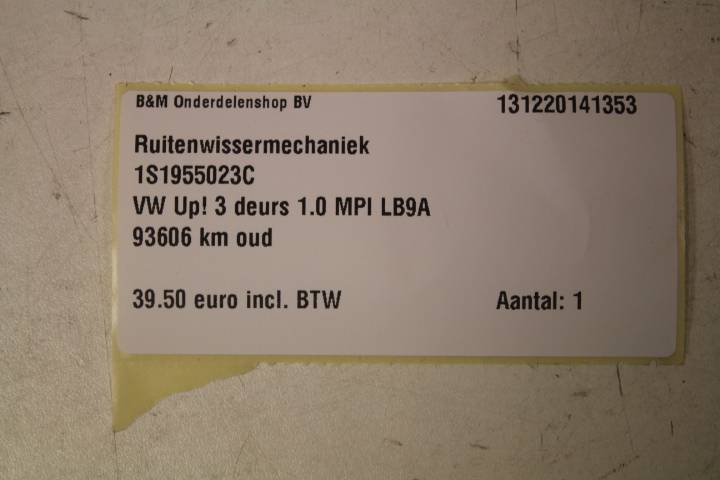 B&M Onderdelenshop BV 131220141353
Ruitenwissermechaniek
1S1955023C
VW Up! 3 deurs 1.0 MPI LB9A
93606 km oud
39.50 euro incl. BTW Aantal: 1